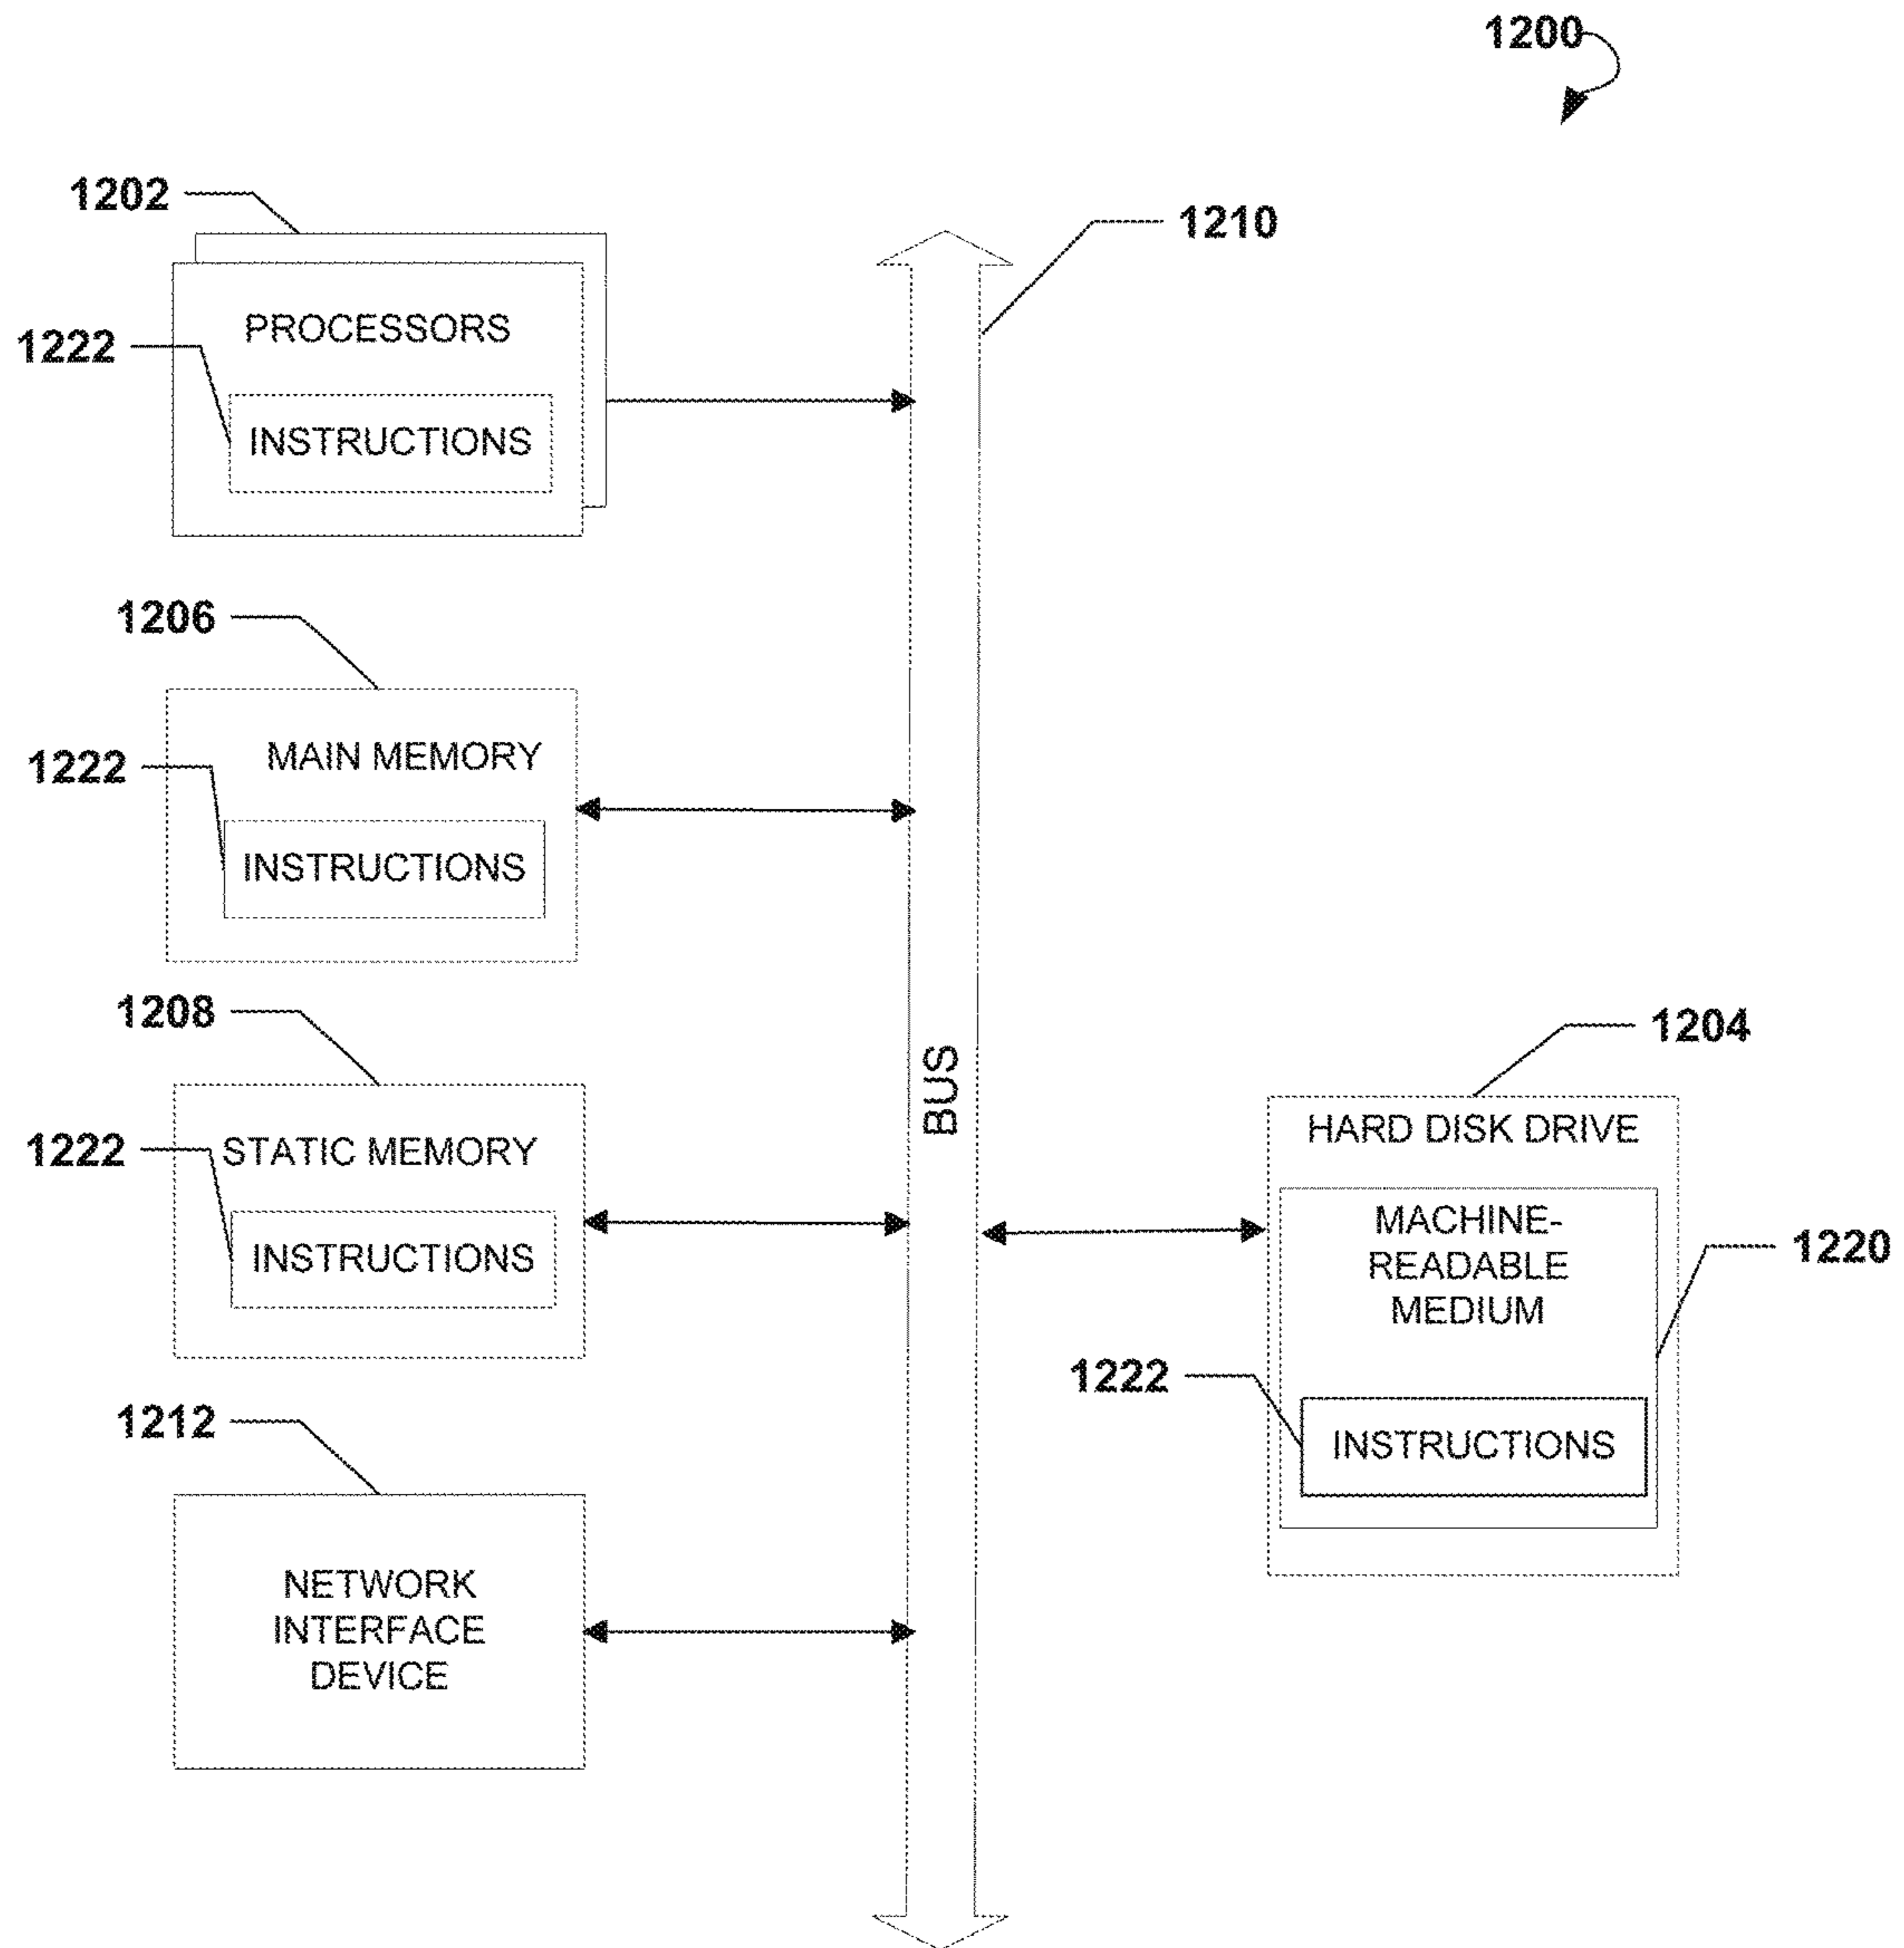 1200
1202
1210
PROCESSORS
1222
INSTRUCTIONS
1206
MAIN MEMORY
1222
INSTRUCTIONS
1208
1204
BUS
HARD DISK DRIVE
1222
STATIC MEMORY
INSTRUCTIONS
MACHINE-
READABLE
MEDIUM
1220
1222
INSTRUCTIONS
1212
NETWORK
INTERFACE
DEVICE